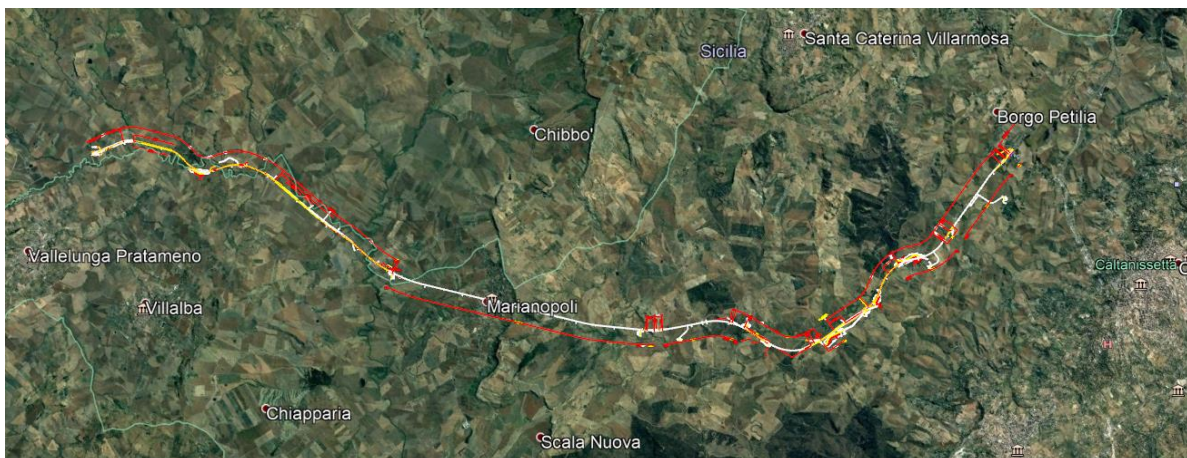 Santa Caterina Villarmosa
Sicilia
Borgo Petilia
Chibbo'
Vallelunga Pratameno
Caltanissetta
C
Villalba
Marianopoli
H
Chiapparia
Scala Nuova